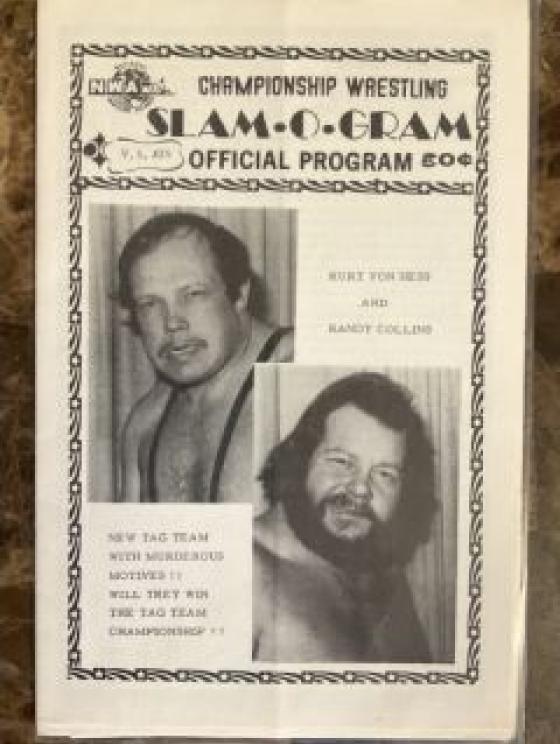 NWA
CHAMPIONSHIP WRESTLING
SLAM•O•GRAM
OFFICIAL PROGRAM 50¢
KURT VON HESS
AND
RANDY COLLINS
NEW TAG TEAM
WITH MURDEROUS
MOTIVES !!
WILL THEY WIN
THE TAG TEAM
CHAMPIONSHIP ??